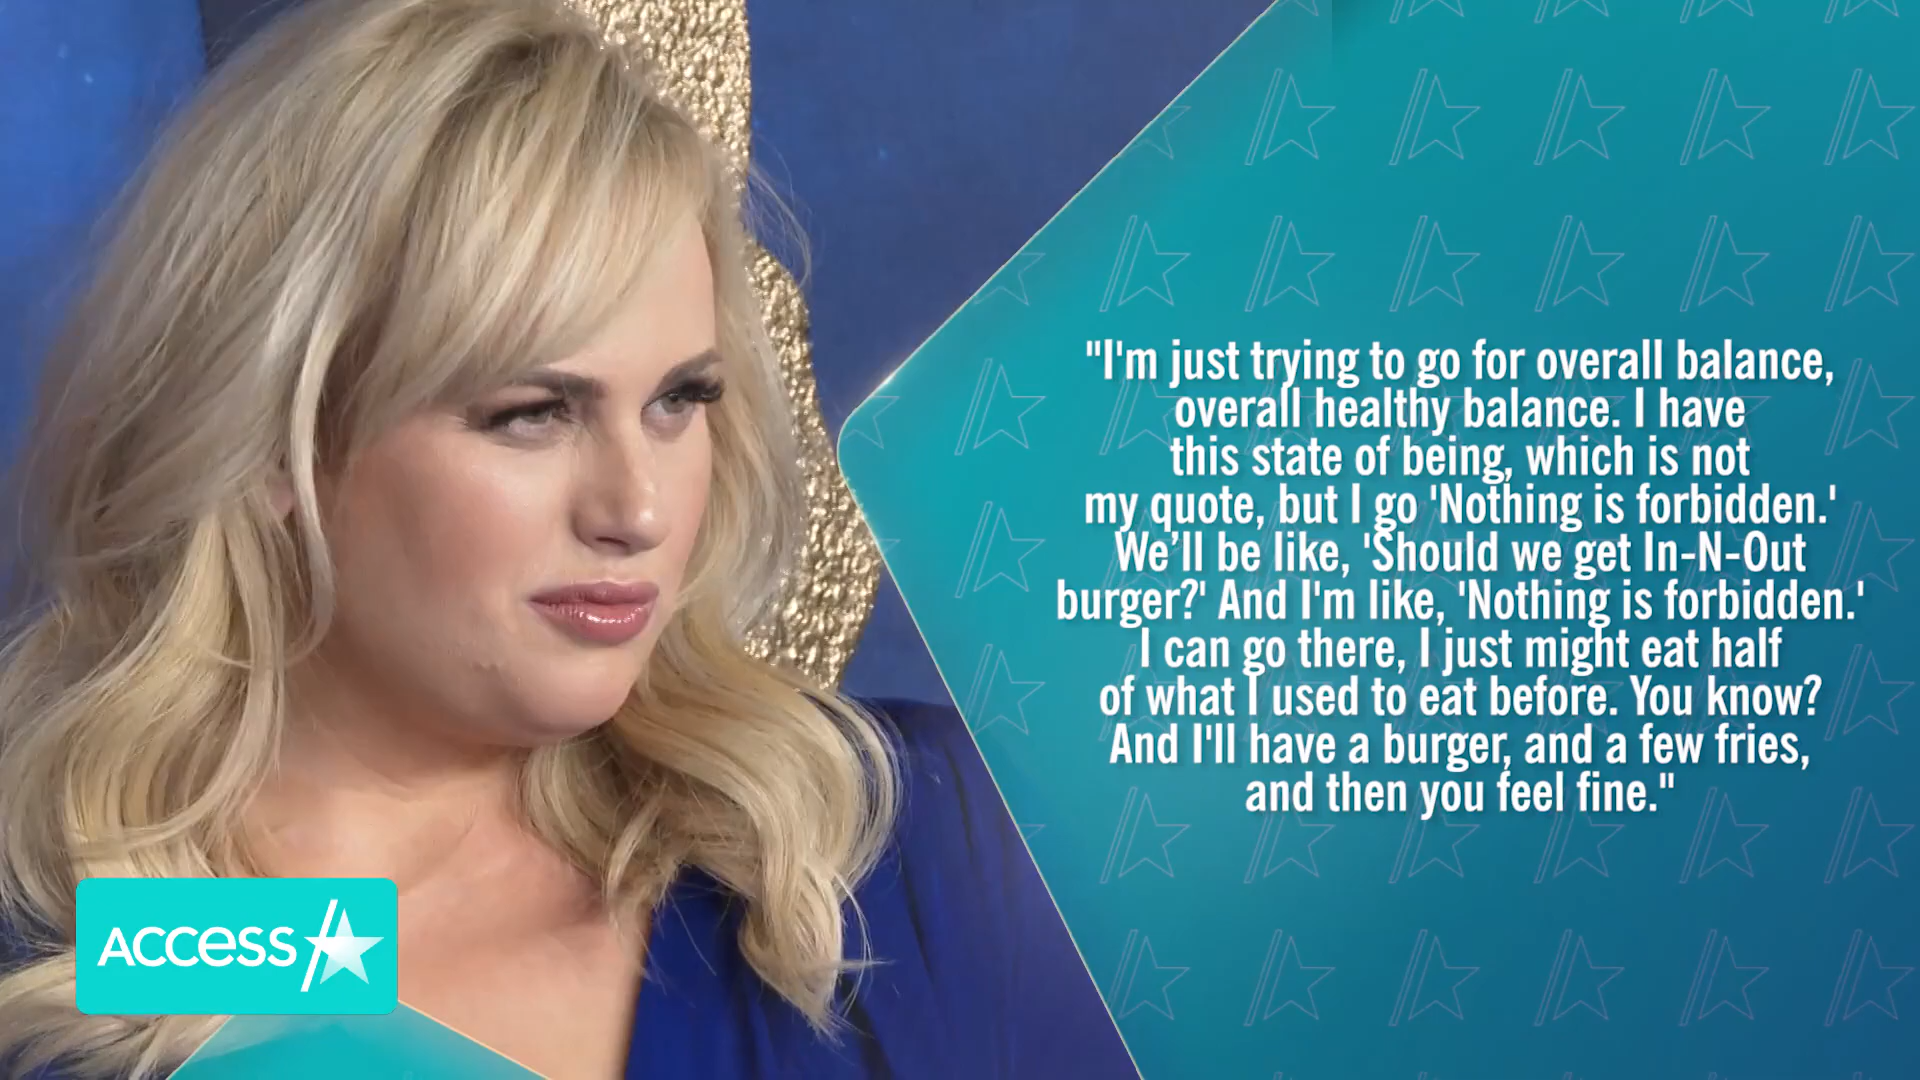 "I'm just trying to go for overall balance,
overall healthy balance. I have
this state of being, which is not
my quote, but I go 'Nothing is forbidden.'
We’ll be like, 'Should we get In-N-Out
burger?' And I'm like, 'Nothing is forbidden.'
I can go there, I just might eat half
of what I used to eat before. You know?
And I'll have a burger, and a few fries,
and then you feel fine."
ACCESS